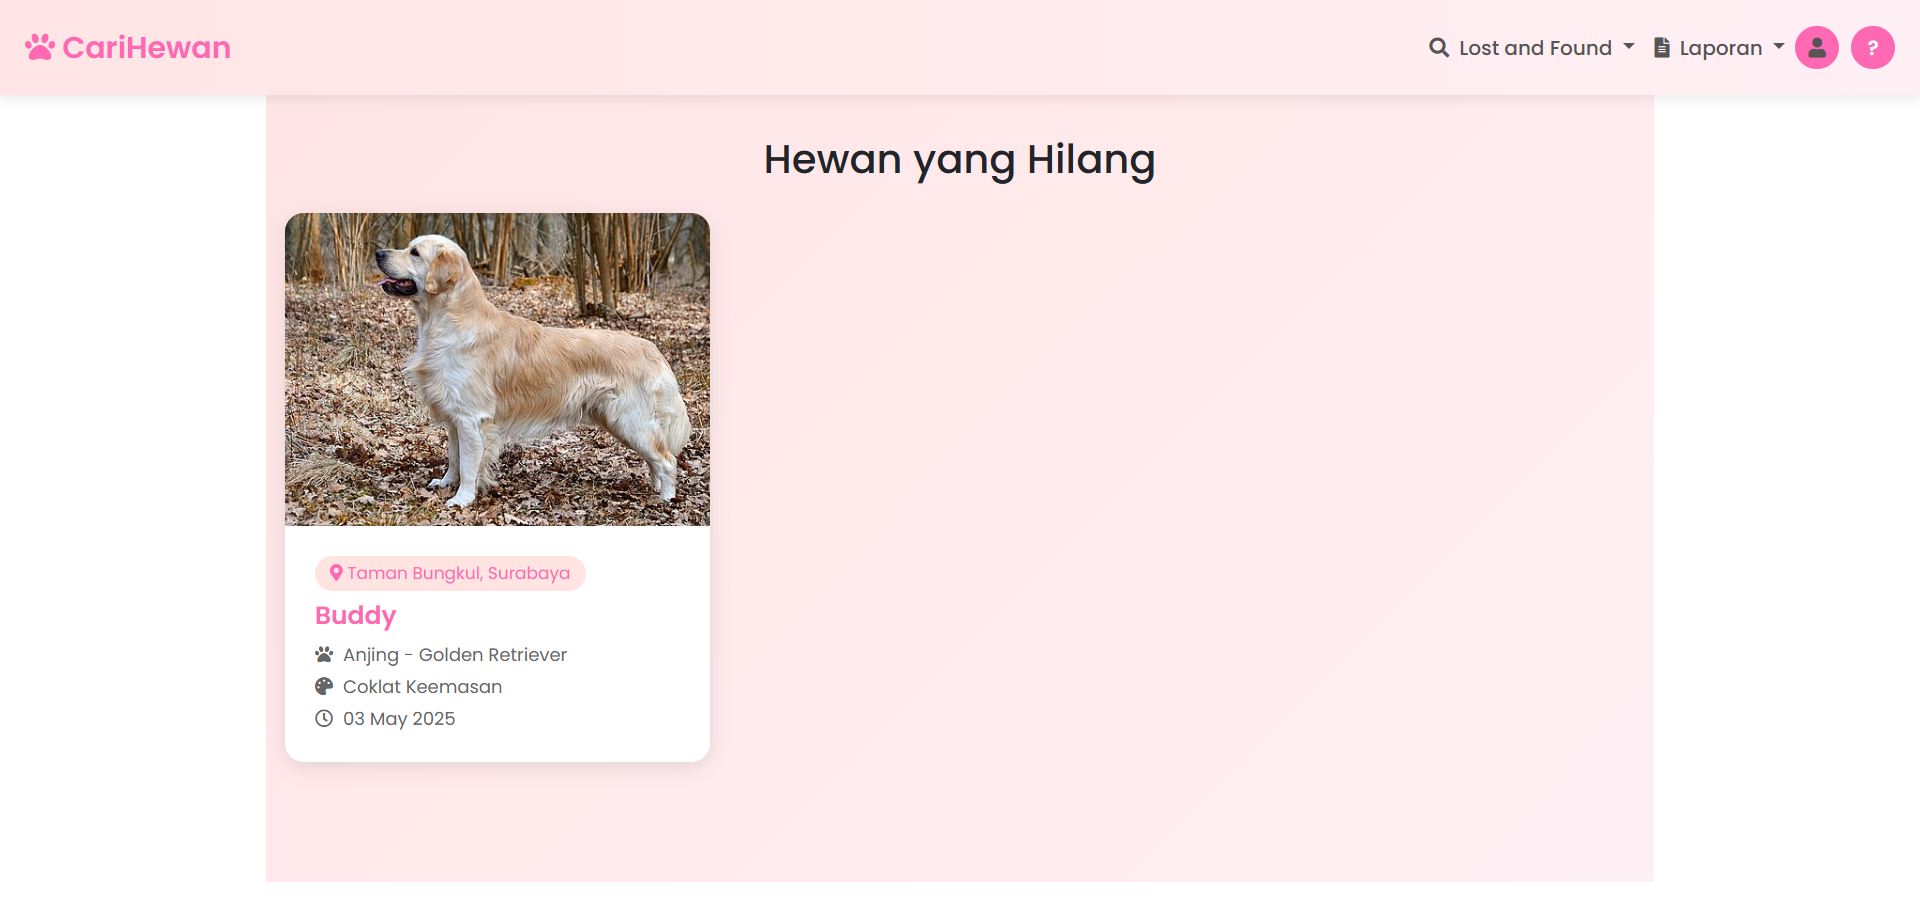 CariHewan
Lost and Found
Laporan
?
Hewan yang Hilang
Taman Bungkul, Surabaya
Buddy
Anjing - Golden Retriever
Coklat Keemasan
03 May 2025